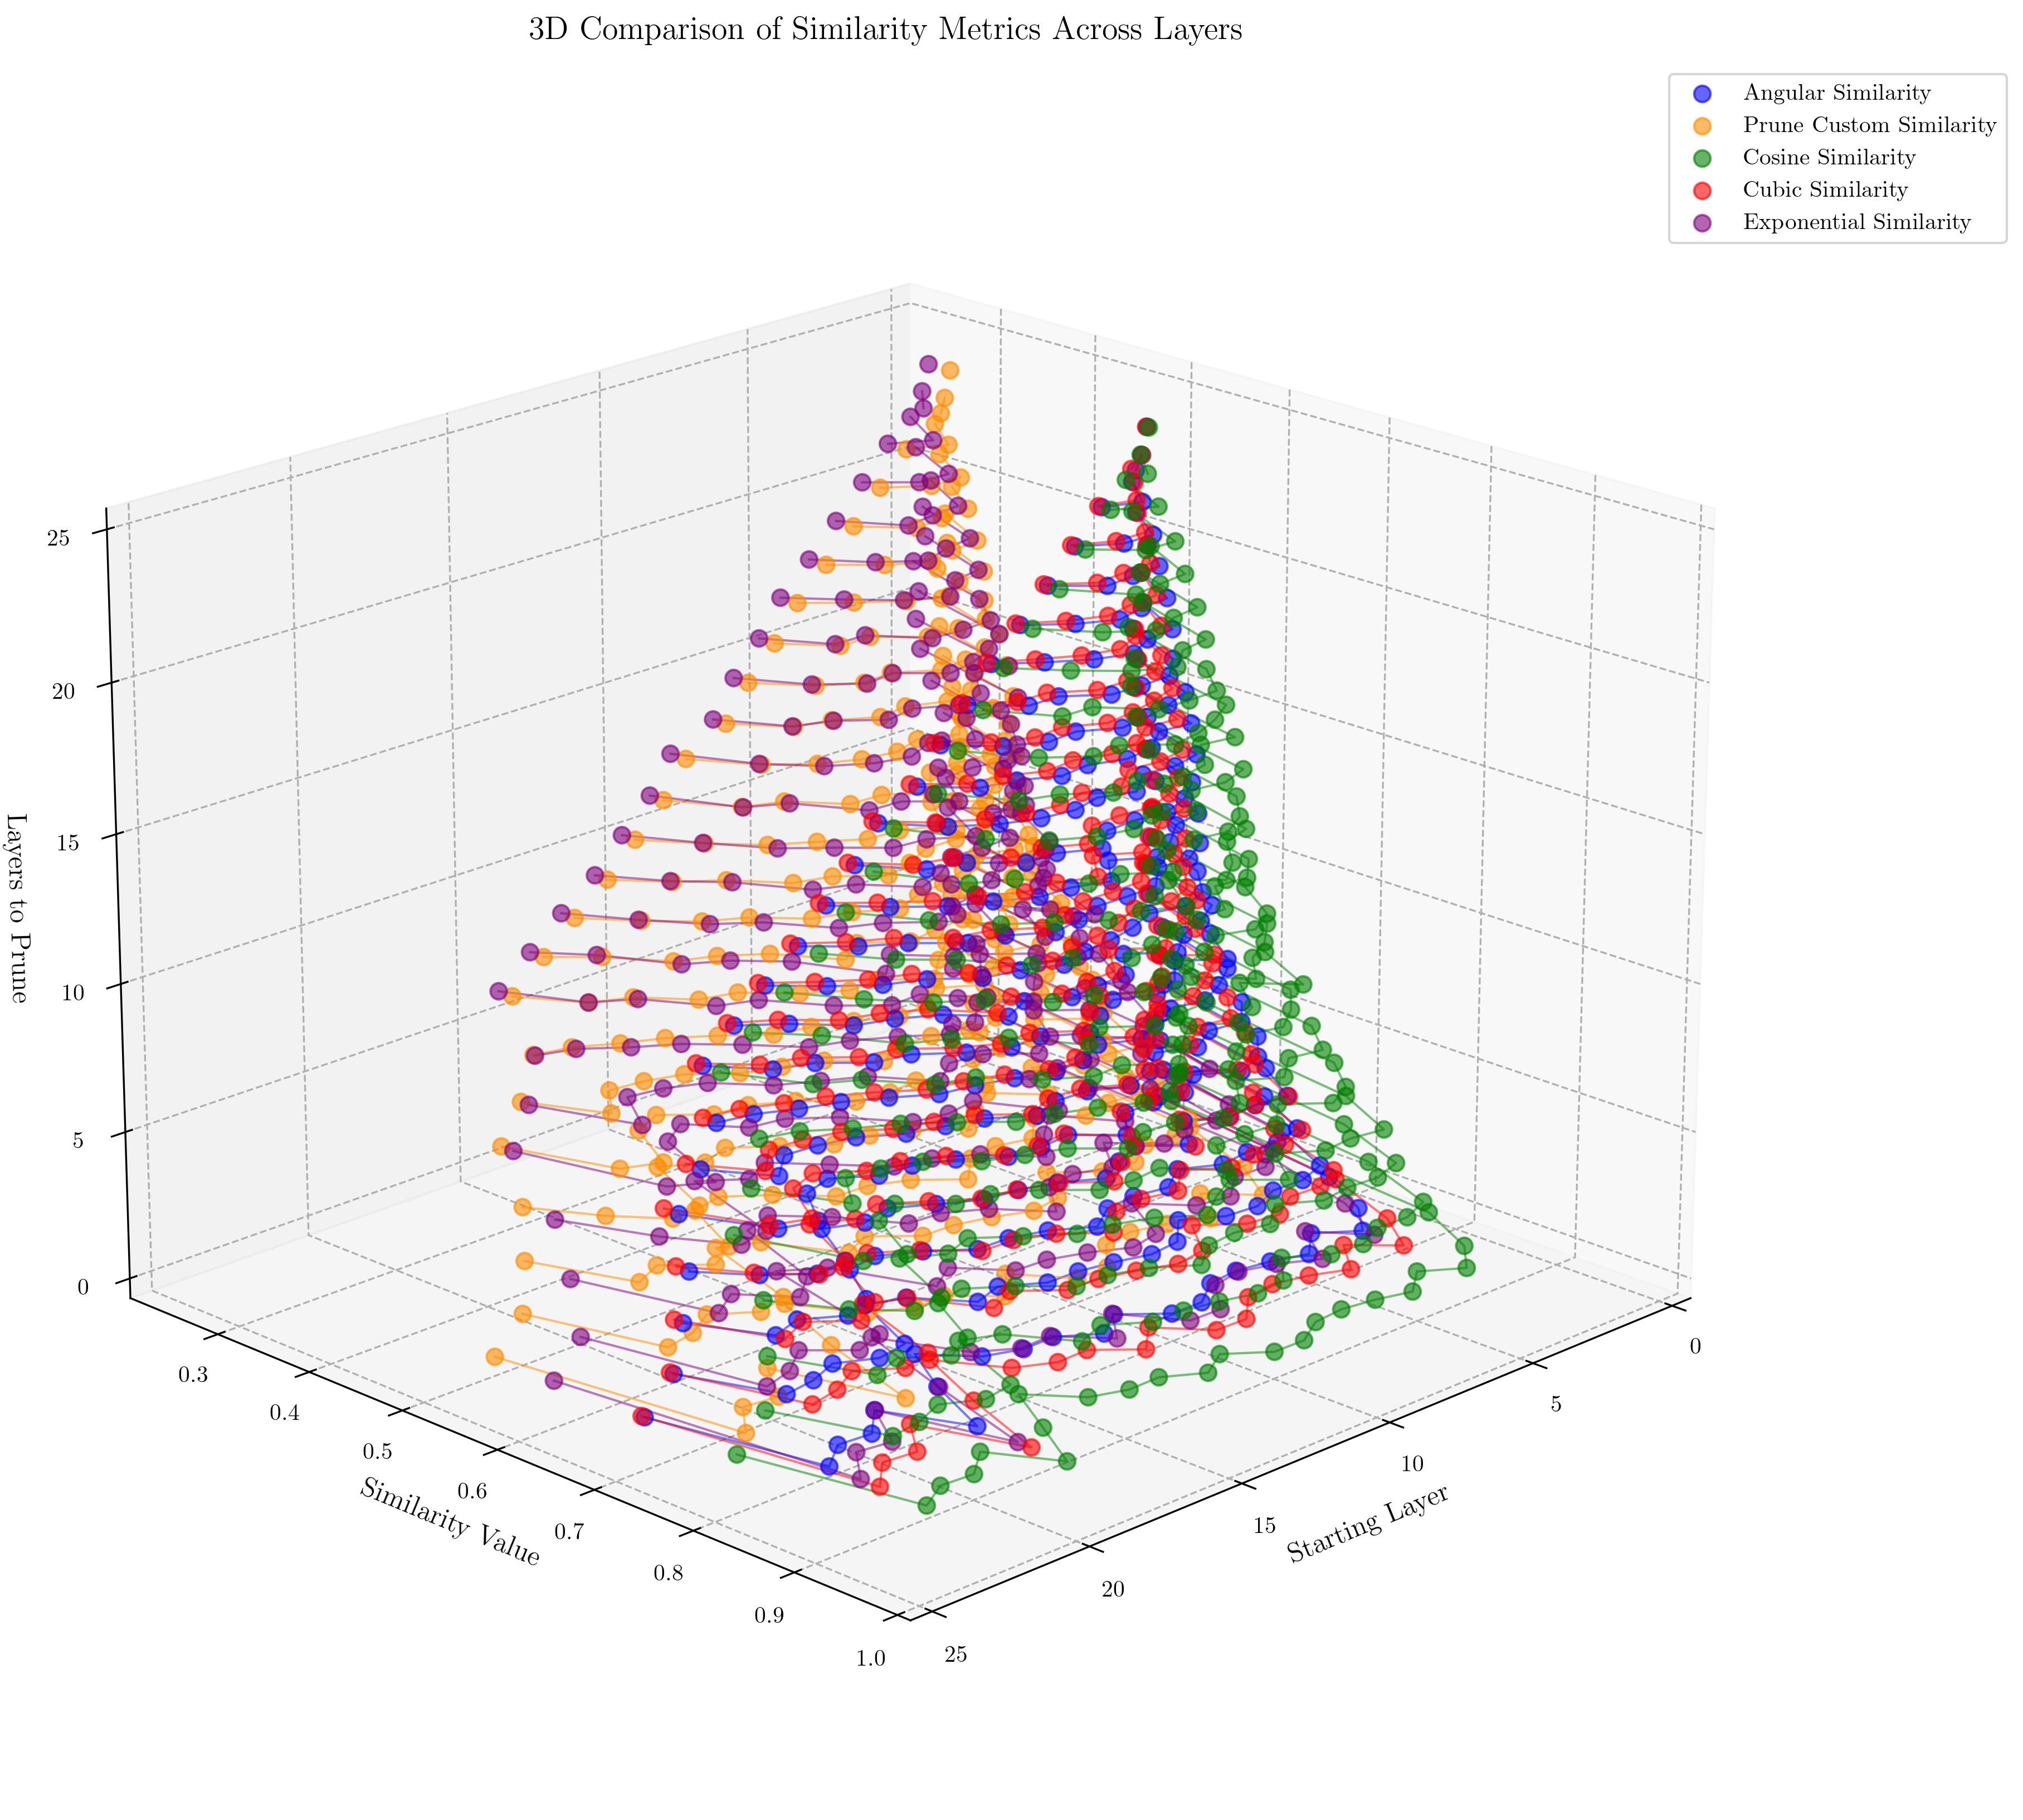 3D Comparison of Similarity Metrics Across Layers
Angular Similarity
Prune Custom Similarity
Cosine Similarity
Cubic Similarity
Exponential Similarity
25
20
15
10
5
0
Layers to Prune
0.3
0.4
0.5
0.6
0.7
0.8
0.9
1.0
Similarity Value
0
5
10
15
20
25
Starting Layer